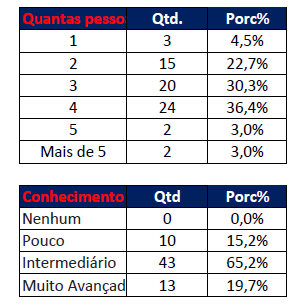 Quantas pesso Qtd. Porc%
1 3 4,5%
2 15 22,7%
3 20 30,3%
4 24 36,4%
5 2 3,0%
Mais de 5 2 3,0%
Conhecimento Qtd Porc%
Nenhum 0 0,0%
Pouco 10 15,2%
Intermediário 43 65,2%
Muito Avançad 13 19,7%